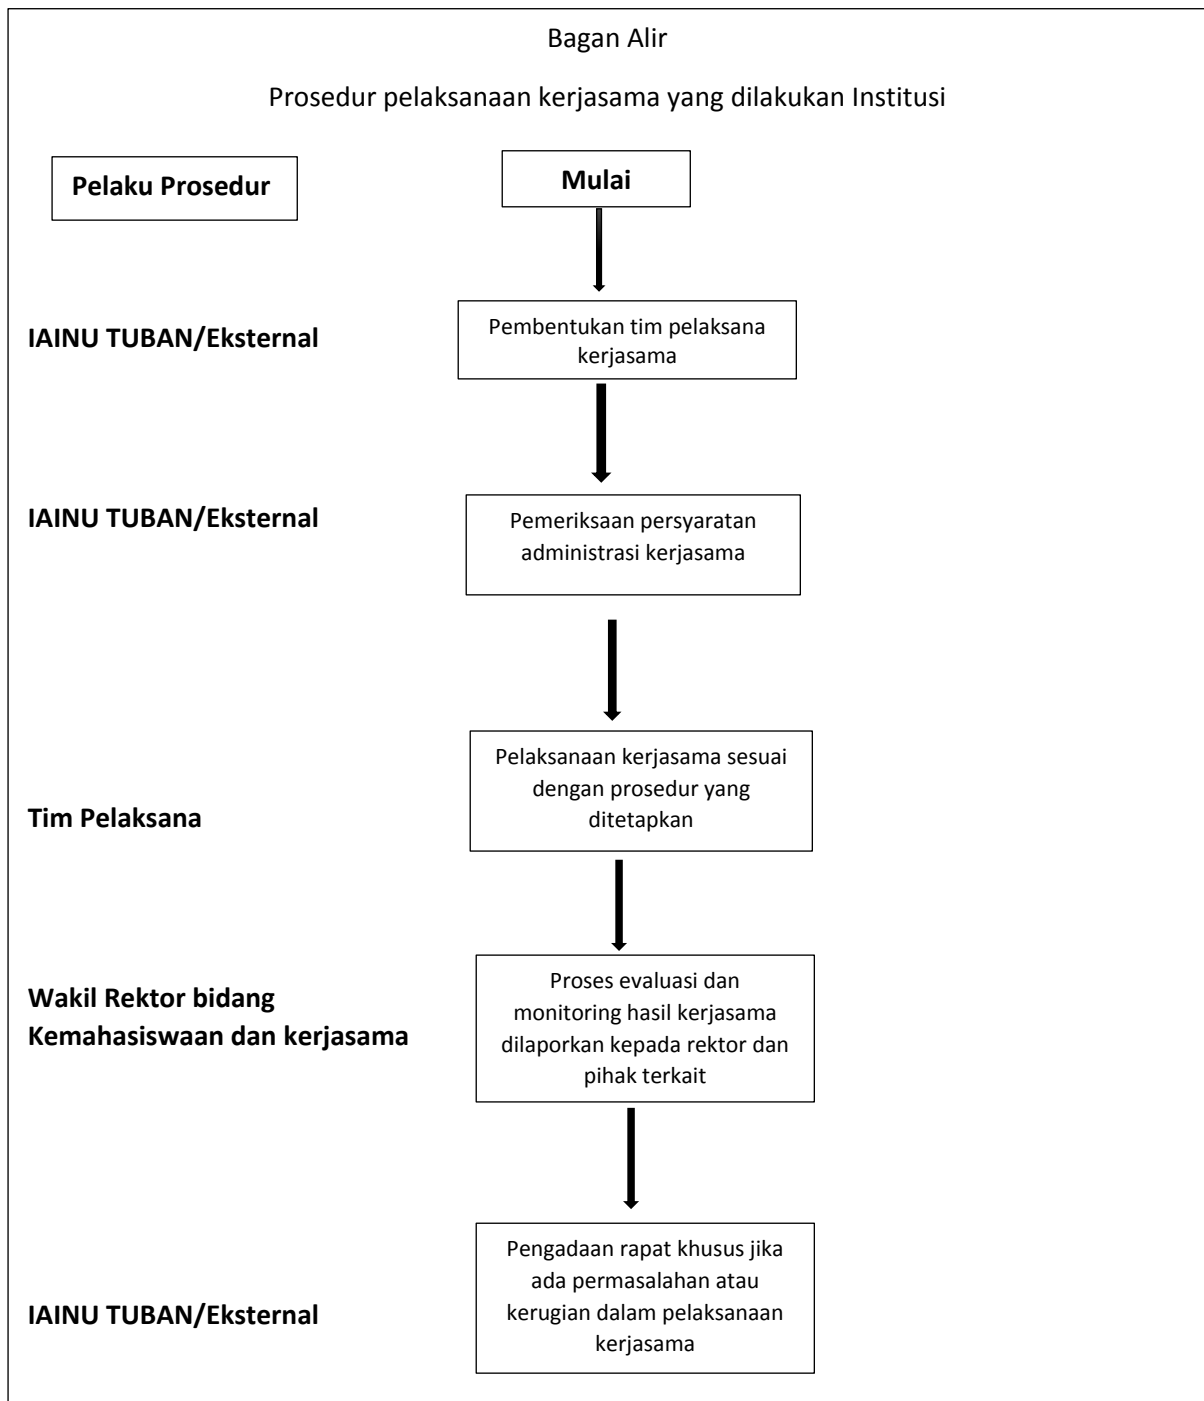 Bagan Alir
Prosedur pelaksanaan kerjasama yang dilakukan Institusi
Pelaku Prosedur
Mulai
IAINU TUBAN/Eksternal
Pembentukan tim pelaksana
kerjasama
IAINU TUBAN/Eksternal
Pemeriksaan persyaratan
administrasi kerjasama
Tim Pelaksana
Pelaksanaan kerjasama sesuai
dengan prosedur yang
ditetapkan
Wakil Rektor bidang
Kemahasiswaan dan kerjasama
Proses evaluasi dan
monitoring hasil kerjasama
dilaporkan kepada rektor dan
pihak terkait
IAINU TUBAN/Eksternal
Pengadaan rapat khusus jika
ada permasalahan atau
kerugian dalam pelaksanaan
kerjasama